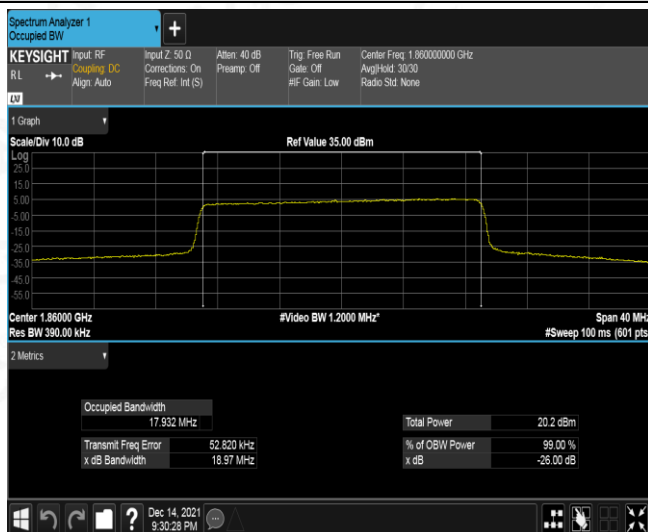 Spectrum Analyzer 1
Occupied BW
+
KEYSIGHT Input: RF Input Z: 50 Ω Atten: 40 dB Trig: Free Run Center Freq: 1.860000000 GHz
RL Coupling: DC Corrections: On Preamp: Off Gate: Off Avg|Hold: 30/30
Align: Auto Freq Ref: Int (S) #IF Gain: Low Radio Std: None
LXI
1 Graph
Scale/Div 10.0 dB Ref Value 35.00 dBm
Log
25.0
15.0
5.00
-5.00
-15.0
-25.0
-35.0
-45.0
-55.0
Center 1.86000 GHz #Video BW 1.2000 MHz* Span 40 MHz
Res BW 390.00 kHz #Sweep 100 ms (601 pts
2 Metrics
Occupied Bandwidth
17.932 MHz Total Power 20.2 dBm
Transmit Freq Error 52.820 kHz % of OBW Power 99.00 %
x dB Bandwidth 18.97 MHz x dB -26.00 dB
? Dec 14, 2021
9:30:28 PM